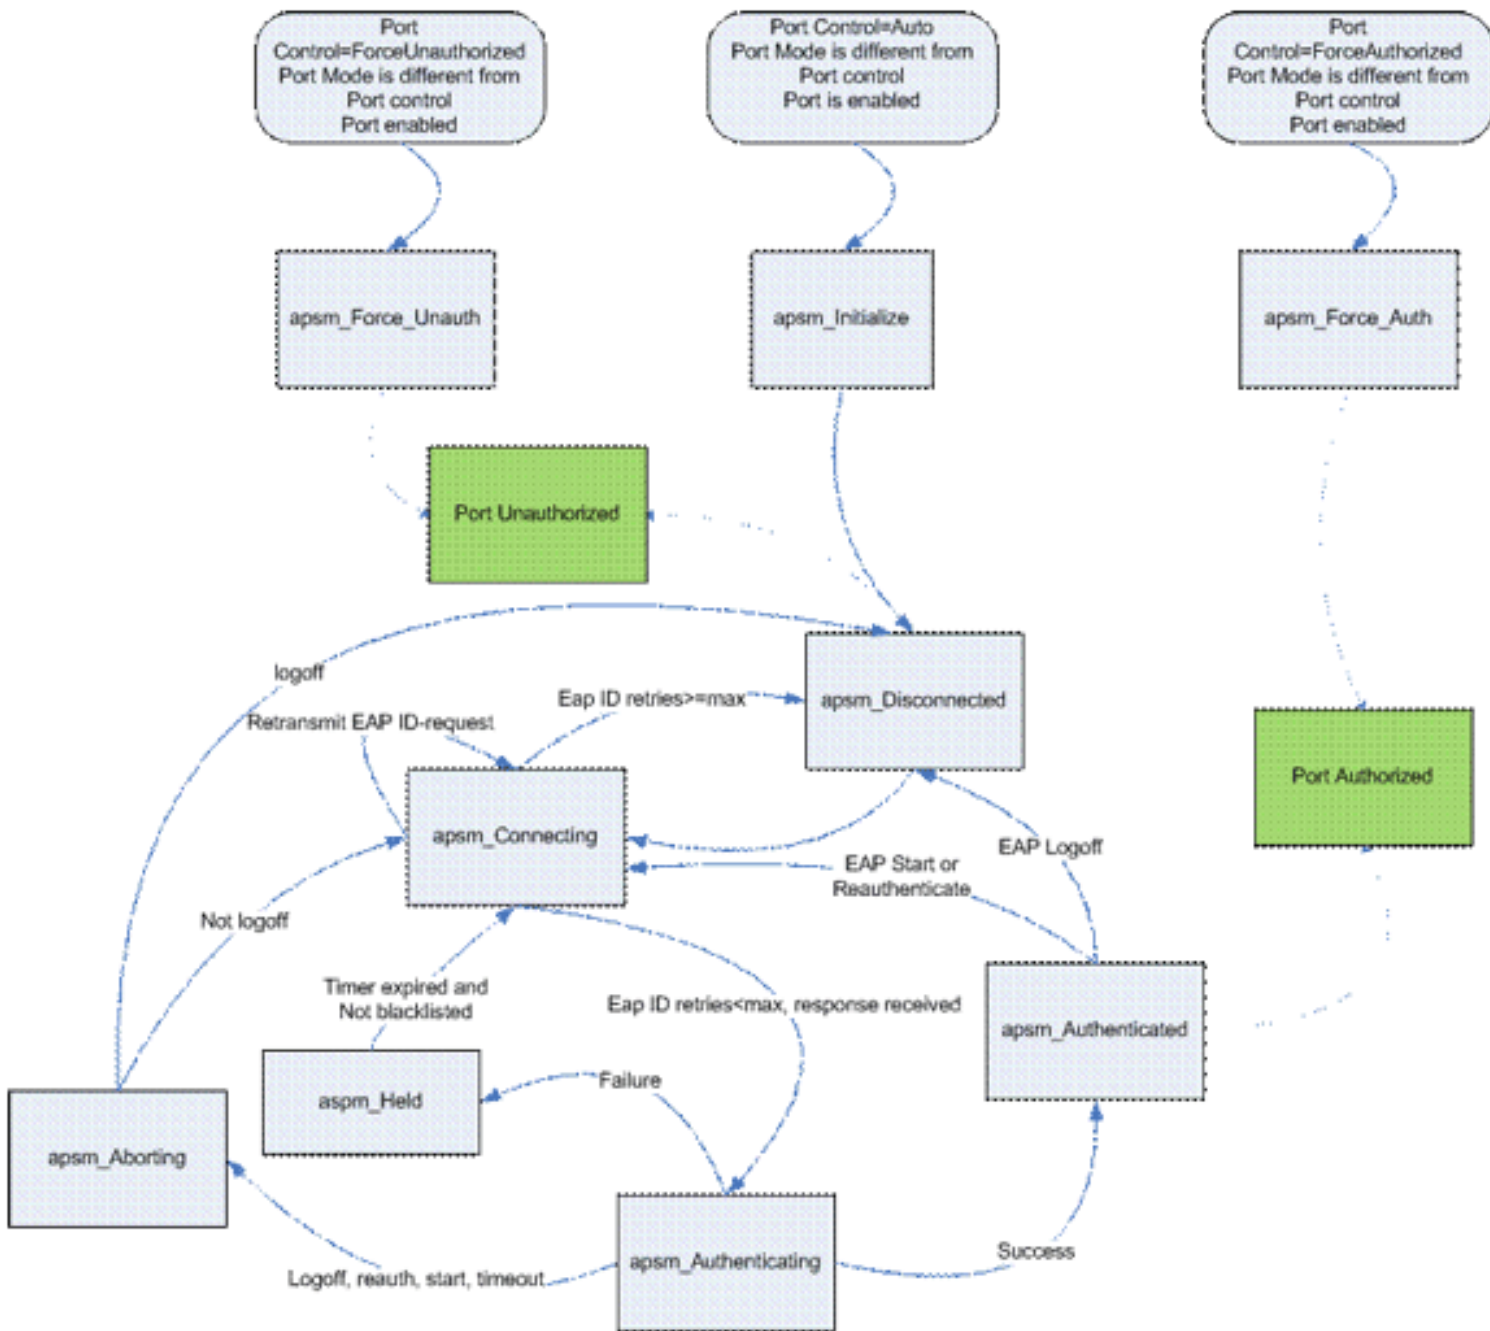 Port
Control=ForceUnauthorized
Port Mode is different from
Port control
Port enabled
Port Control=Auto
Port Mode is different from
Port control
Port is enabled
Port
Control=ForceAuthorized
Port Mode is different from
Port control
Port enabled
apsm_Force_Unauth
apsm_Initialize
apsm_Force_Auth
Port Unauthorized
logoff
Eap ID retries>=max
apsm_Disconnected
Retransmit EAP ID-request
Port Authorized
apsm_Connecting
EAP Logoff
EAP Start or
Reauthenticate
Not logoff
Timer expired and
Not blacklisted
Eap ID retries<max, response received
apsm_Authenticated
Failure
aspm_Held
apsm_Aborting
Success
apsm_Authenticating
Logoff, reauth, start, timeout